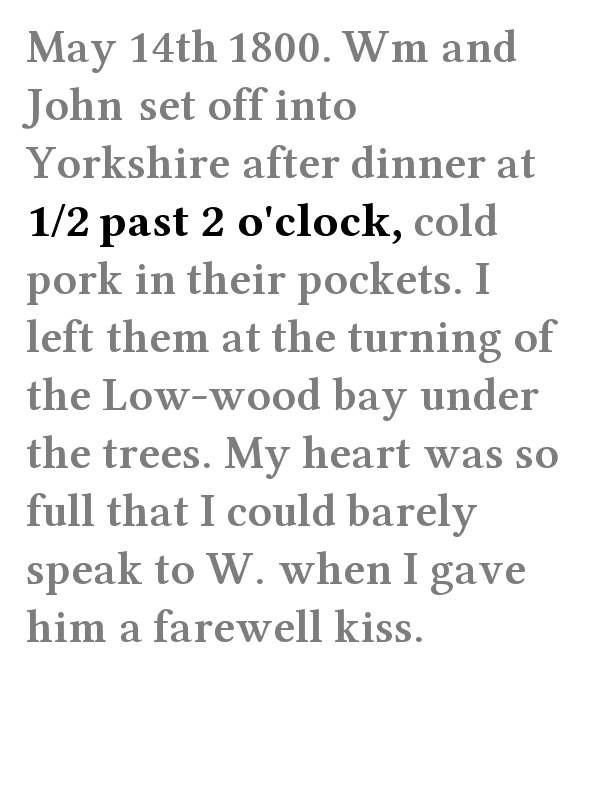 May 14th 1800. Wm and
John set off into
Yorkshire after dinner at
1/2 past 2 o'clock, cold
pork in their pockets. I
left them at the turning of
the Low-wood bay under
the trees. My heart was so
full that I could barely
speak to W. when I gave
him a farewell kiss.